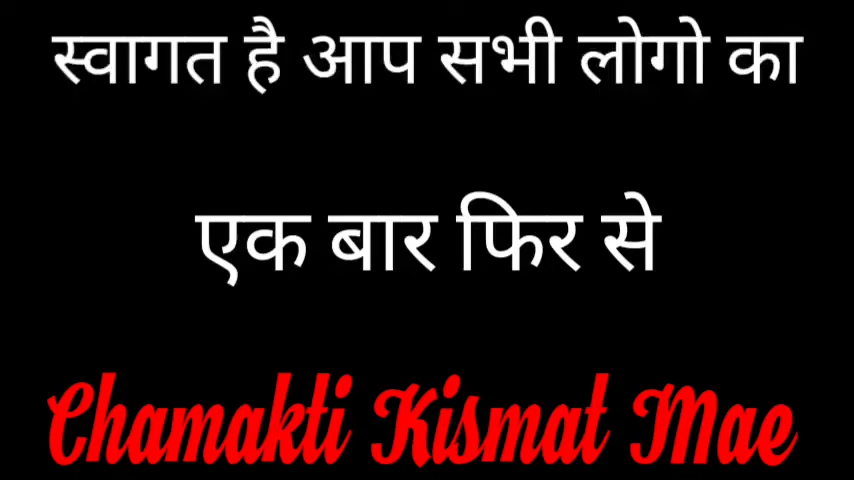 स्वागत है आप सभी लोगो का
एक बार फिर से
Chamakti Kismat Mae